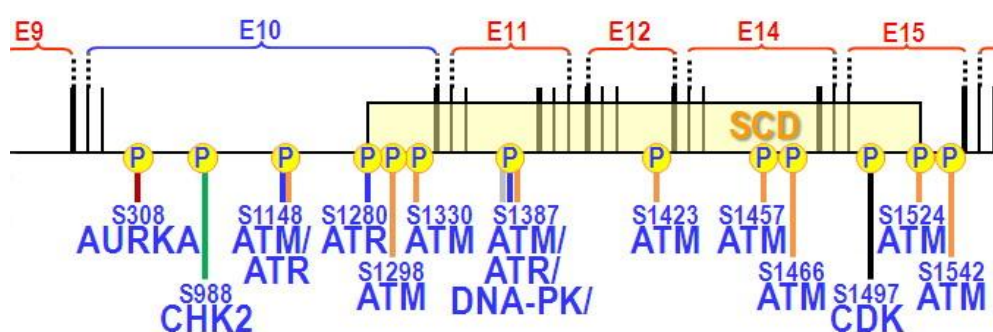 E9 E10 E11 E12 E14 E15
SCD
P P P P P P P P P P P P P
S308 S1148 S1280 S1330 S1387 S1423 S1457 S1524
AURKA ATM/ ATR ATM ATM/ ATM ATM ATM
ATR S1298 ATR/ S1466 S1542
S988 ATM DNA-PK/ ATM S1497 ATM
CHK2 CDK